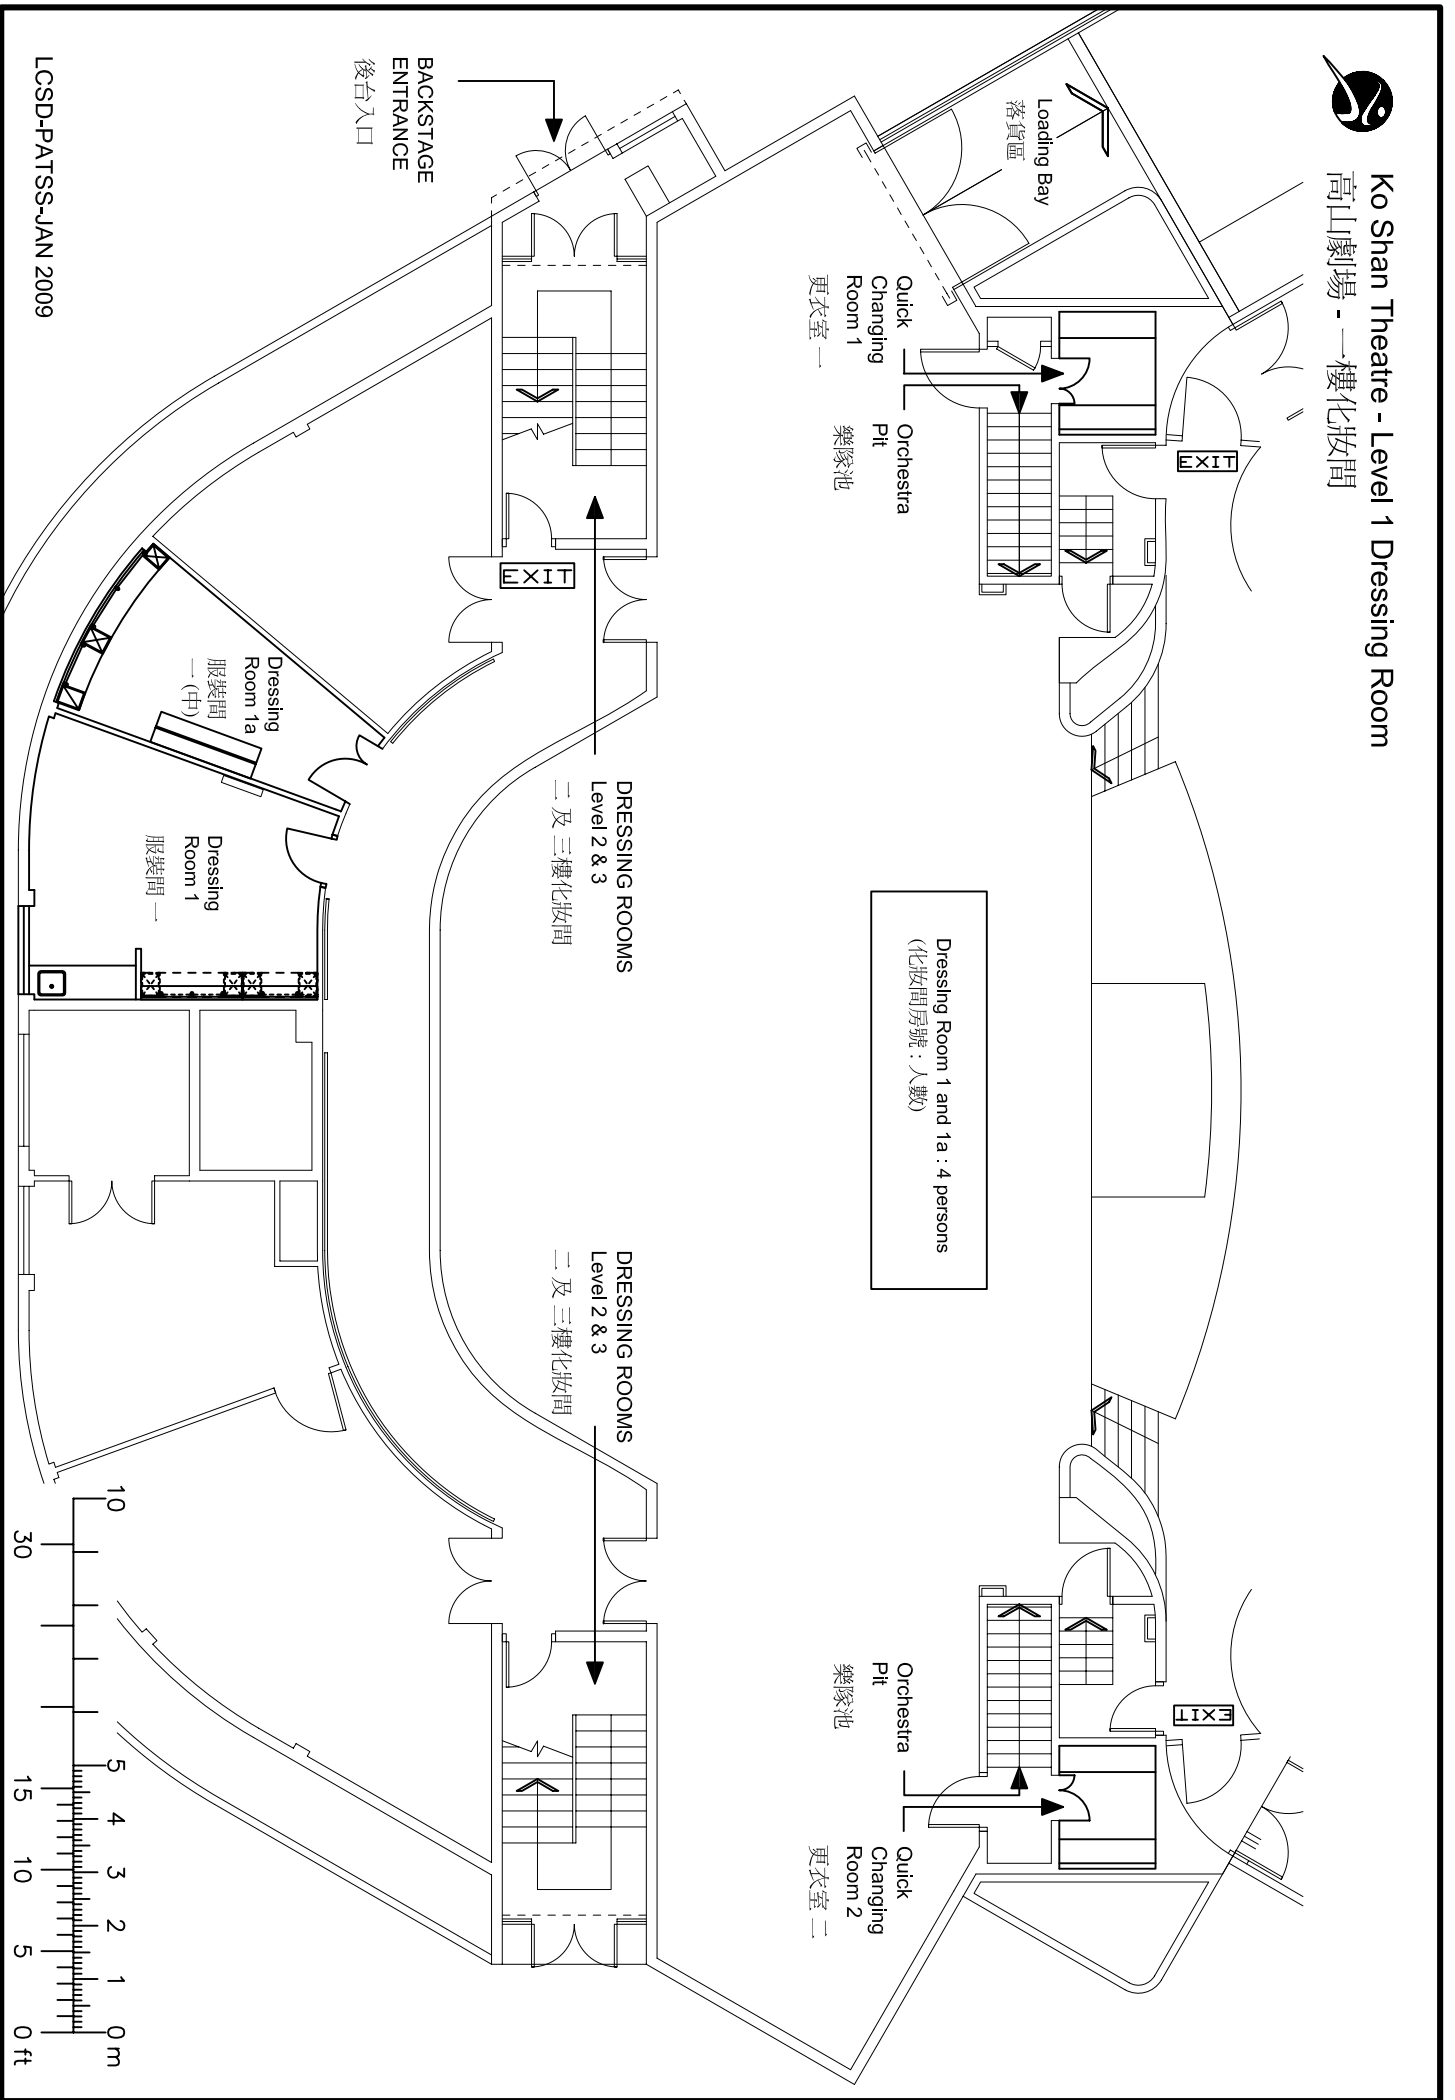 Ko Shan Theatre - Level 1 Dressing Room
高山劇場 - 一樓化妝間
Loading Bay
落貨區
Quick
Changing
Room 1
更衣室 一
Orchestra
Pit
樂隊池
EXIT
Orchestra
Pit
樂隊池
Quick
Changing
Room 2
更衣室 二
EXIT
Dressing Room 1 and 1a : 4 persons
(化妝間房號 : 人數)
BACKSTAGE
ENTRANCE
後台入口
EXIT
DRESSING ROOMS
Level 2 & 3
二 及 三樓化妝間
DRESSING ROOMS
Level 2 & 3
二 及 三樓化妝間
Dressing
Room 1a
服裝間
一 (中)
Dressing
Room 1
服裝間 一
LCSD-PATSS-JAN 2009
10 5 4 3 2 1 0 m
30 15 10 5 0 ft